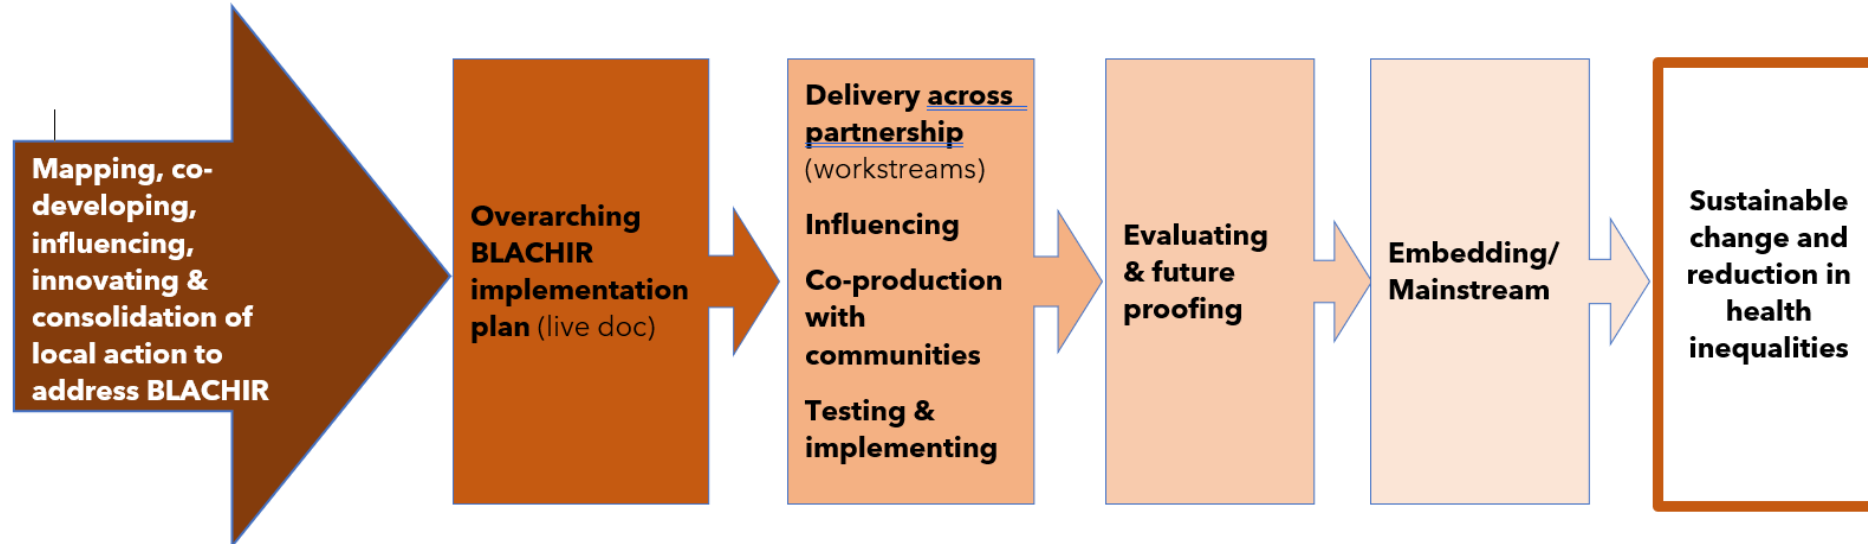 Mapping, co-
developing,
influencing,
innovating &
consolidation of
local action to
address BLACHIR
Overarching
BLACHIR
implementation
plan (live doc)
Delivery across
partnership
(workstreams)
Influencing
Co-production
with
communities
Testing &
implementing
Evaluating
& future
proofing
Embedding/
Mainstream
Sustainable
change and
reduction in
health
inequalities